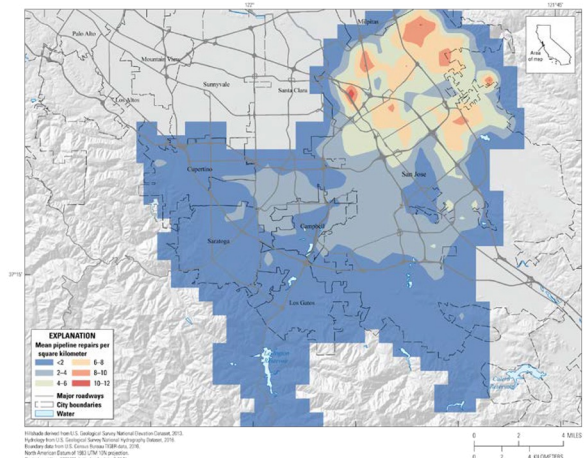 122°
121°45'
Palo Alto
Milpitas
Mountain View
Area of map
Sunnyvale
Santa Clara
Los Altos
Cupertino
San Jose
Campbell
Saratoga
37°15'
Los Gatos
EXPLANATION
Mean pipeline repairs per
square kilometer
<2
6–8
2–4
8–10
4–6
10–12
Major roadways
City boundaries
Water
Hillshade derived from U.S. Geological Survey National Elevation Dataset, 2013.
Hydrology from U.S. Geological Survey National Hydrography Dataset, 2016.
Boundary data from U.S. Census Bureau TIGER data, 2016.
North American Datum of 1983 UTM 10N projection.
0 2 4 MILES
0 2 4 KILOMETERS